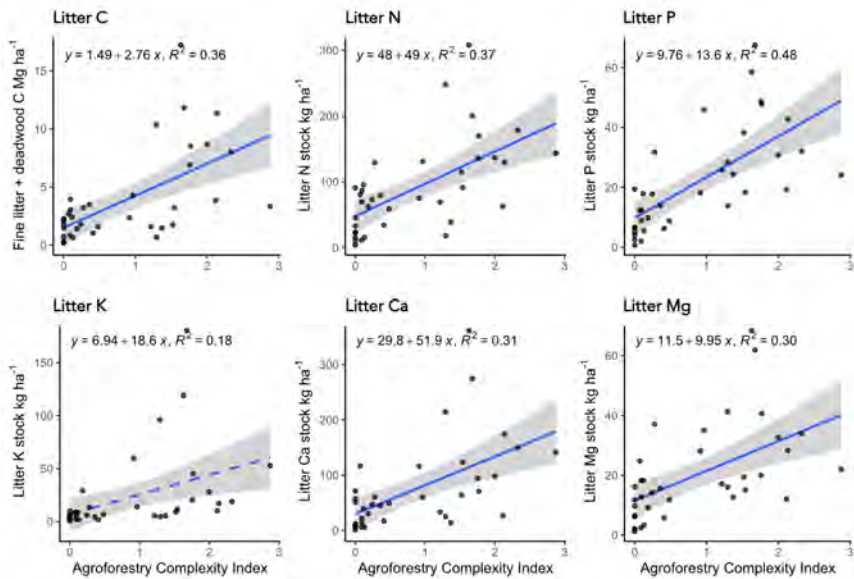 Litter C
Litter N
Litter P
y = 1.49 + 2.76 x, R² = 0.36
y = 48 + 49 x, R² = 0.37
y = 9.76 + 13.6 x, R² = 0.48
Fine litter + deadwood C Mg ha⁻¹
15
10
5
0
0 1 2 3
Litter N stock kg ha⁻¹
300
200
100
0
0 1 2 3
Litter P stock kg ha⁻¹
60
40
20
0
0 1 2 3
Litter K
Litter Ca
Litter Mg
y = 6.94 + 18.6 x, R² = 0.18
y = 29.8 + 51.9 x, R² = 0.31
y = 11.5 + 9.95 x, R² = 0.30
Litter K stock kg ha⁻¹
150
100
50
0
0 1 2 3
Litter Ca stock kg ha⁻¹
300
200
100
0
0 1 2 3
Litter Mg stock kg ha⁻¹
60
40
20
0
0 1 2 3
Agroforestry Complexity Index
Agroforestry Complexity Index
Agroforestry Complexity Index